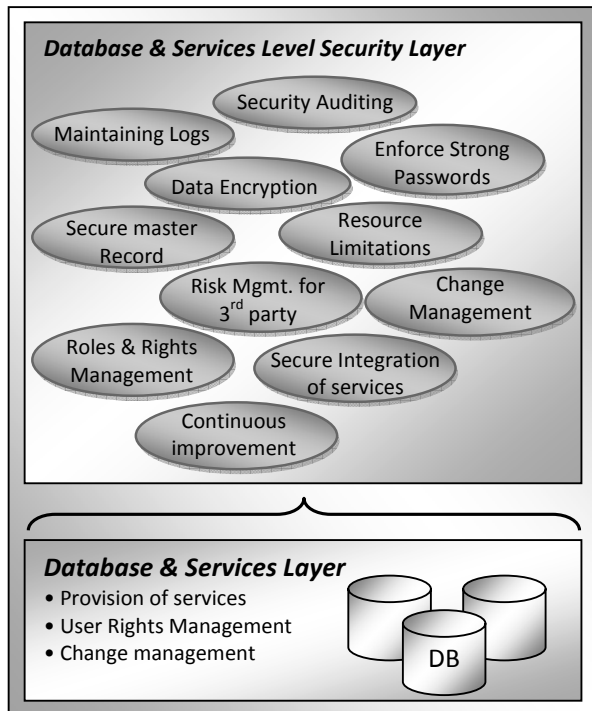 Database & Services Level Security Layer
Security Auditing
Maintaining Logs
Enforce Strong
Passwords
Data Encryption
Secure master
Record
Resource
Limitations
Risk Mgmt. for
3rd party
Change
Management
Roles & Rights
Management
Secure Integration
of services
Continuous
improvement
Database & Services Layer
• Provision of services
• User Rights Management
• Change management
DB